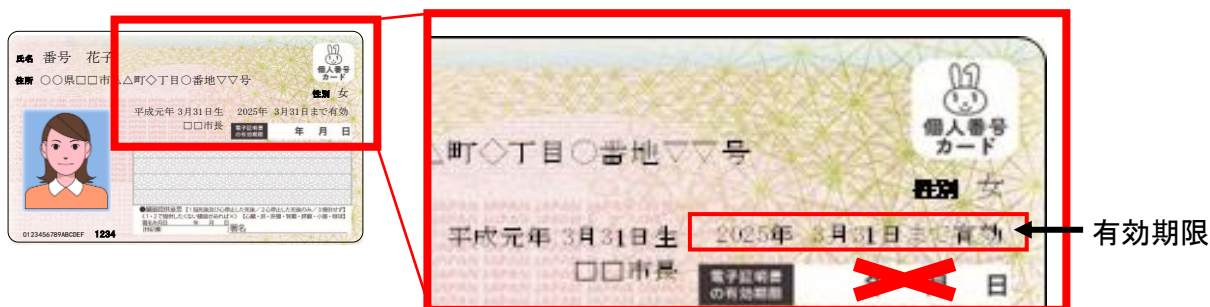 氏名 番号 花子
住所 ○○県□□市△△町◇丁目○番地▽▽号
個人番号
カード
性別 女
平成元年 3月31日生 2025年 3月31日まで有効
□□市長
電子証明書
の有効期限
年 月 日
0123456789ABCDEF 1234
署名
△町◇丁目○番地▽▽号
個人番号
カード
性別 女
平成元年 3月31日生 2025年 3月31日まで有効
□□市長
電子証明書
の有効期限
日
有効期限